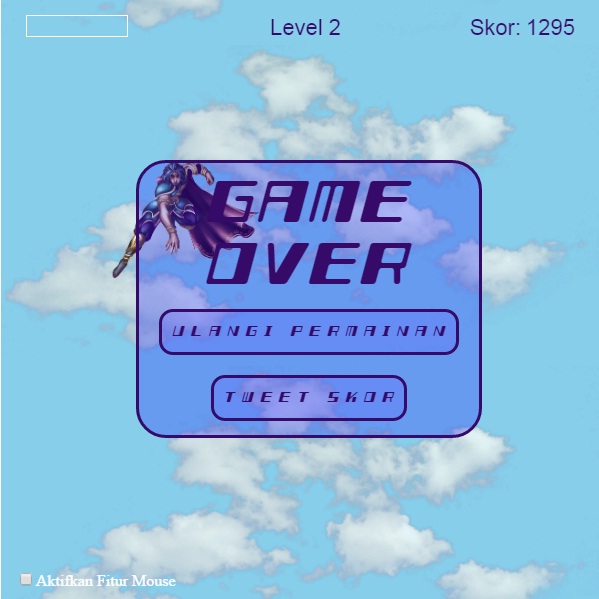 Level 2
Skor: 1295
GAME
OVER
ULANGI PERMAINAN
TWEET SKOR
Aktifkan Fitur Mouse